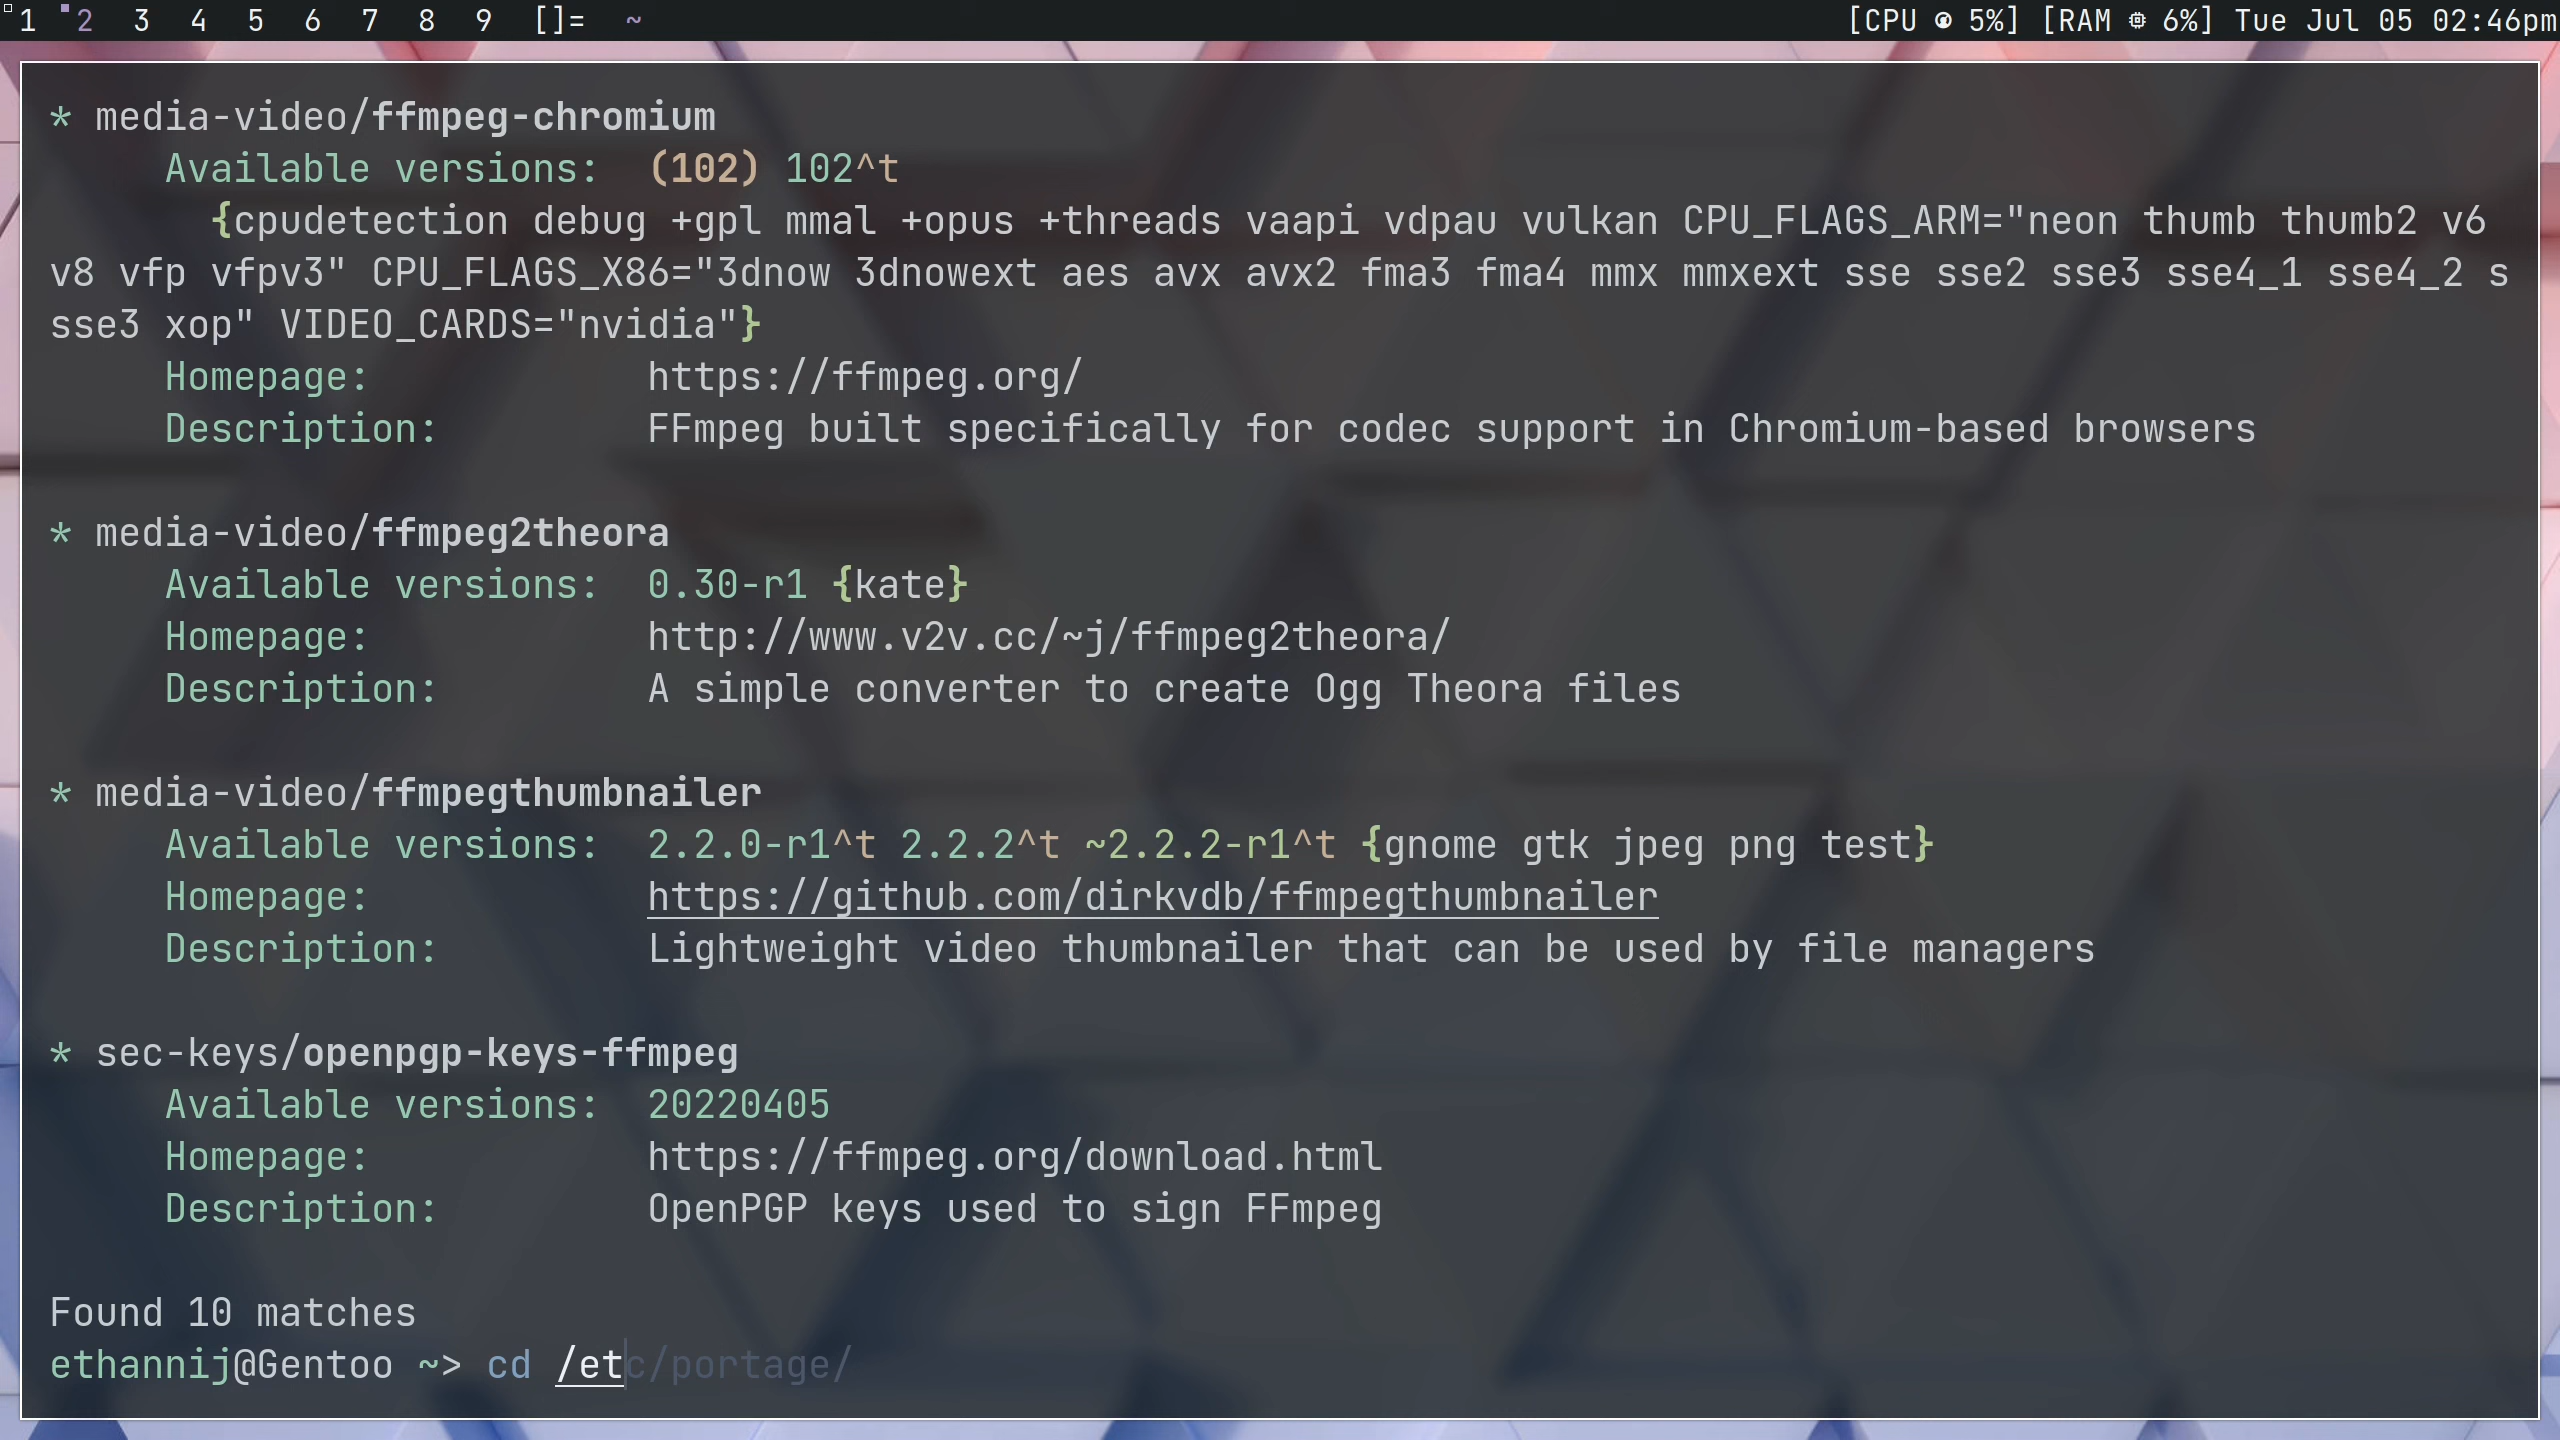 1 2 3 4 5 6 7 8 9 []= ~ [CPU 5%] [RAM 6%] Tue Jul 05 02:46pm
* media-video/ffmpeg-chromium
Available versions: (102) 102^t
{cpudetection debug +gpl mmal +opus +threads vaapi vdpau vulkan CPU_FLAGS_ARM="neon thumb thumb2 v6
v8 vfp vfpv3" CPU_FLAGS_X86="3dnow 3dnowext aes avx avx2 fma3 fma4 mmx mmxext sse sse2 sse3 sse4_1 sse4_2 s
sse3 xop" VIDEO_CARDS="nvidia"}
Homepage: https://ffmpeg.org/
Description: FFmpeg built specifically for codec support in Chromium-based browsers
* media-video/ffmpeg2theora
Available versions: 0.30-r1 {kate}
Homepage: http://www.v2v.cc/~j/ffmpeg2theora/
Description: A simple converter to create Ogg Theora files
* media-video/ffmpegthumbnailer
Available versions: 2.2.0-r1^t 2.2.2^t ~2.2.2-r1^t {gnome gtk jpeg png test}
Homepage: https://github.com/dirkvdb/ffmpegthumbnailer
Description: Lightweight video thumbnailer that can be used by file managers
* sec-keys/openpgp-keys-ffmpeg
Available versions: 20220405
Homepage: https://ffmpeg.org/download.html
Description: OpenPGP keys used to sign FFmpeg
Found 10 matches
ethannij@Gentoo ~> cd /etc/portage/